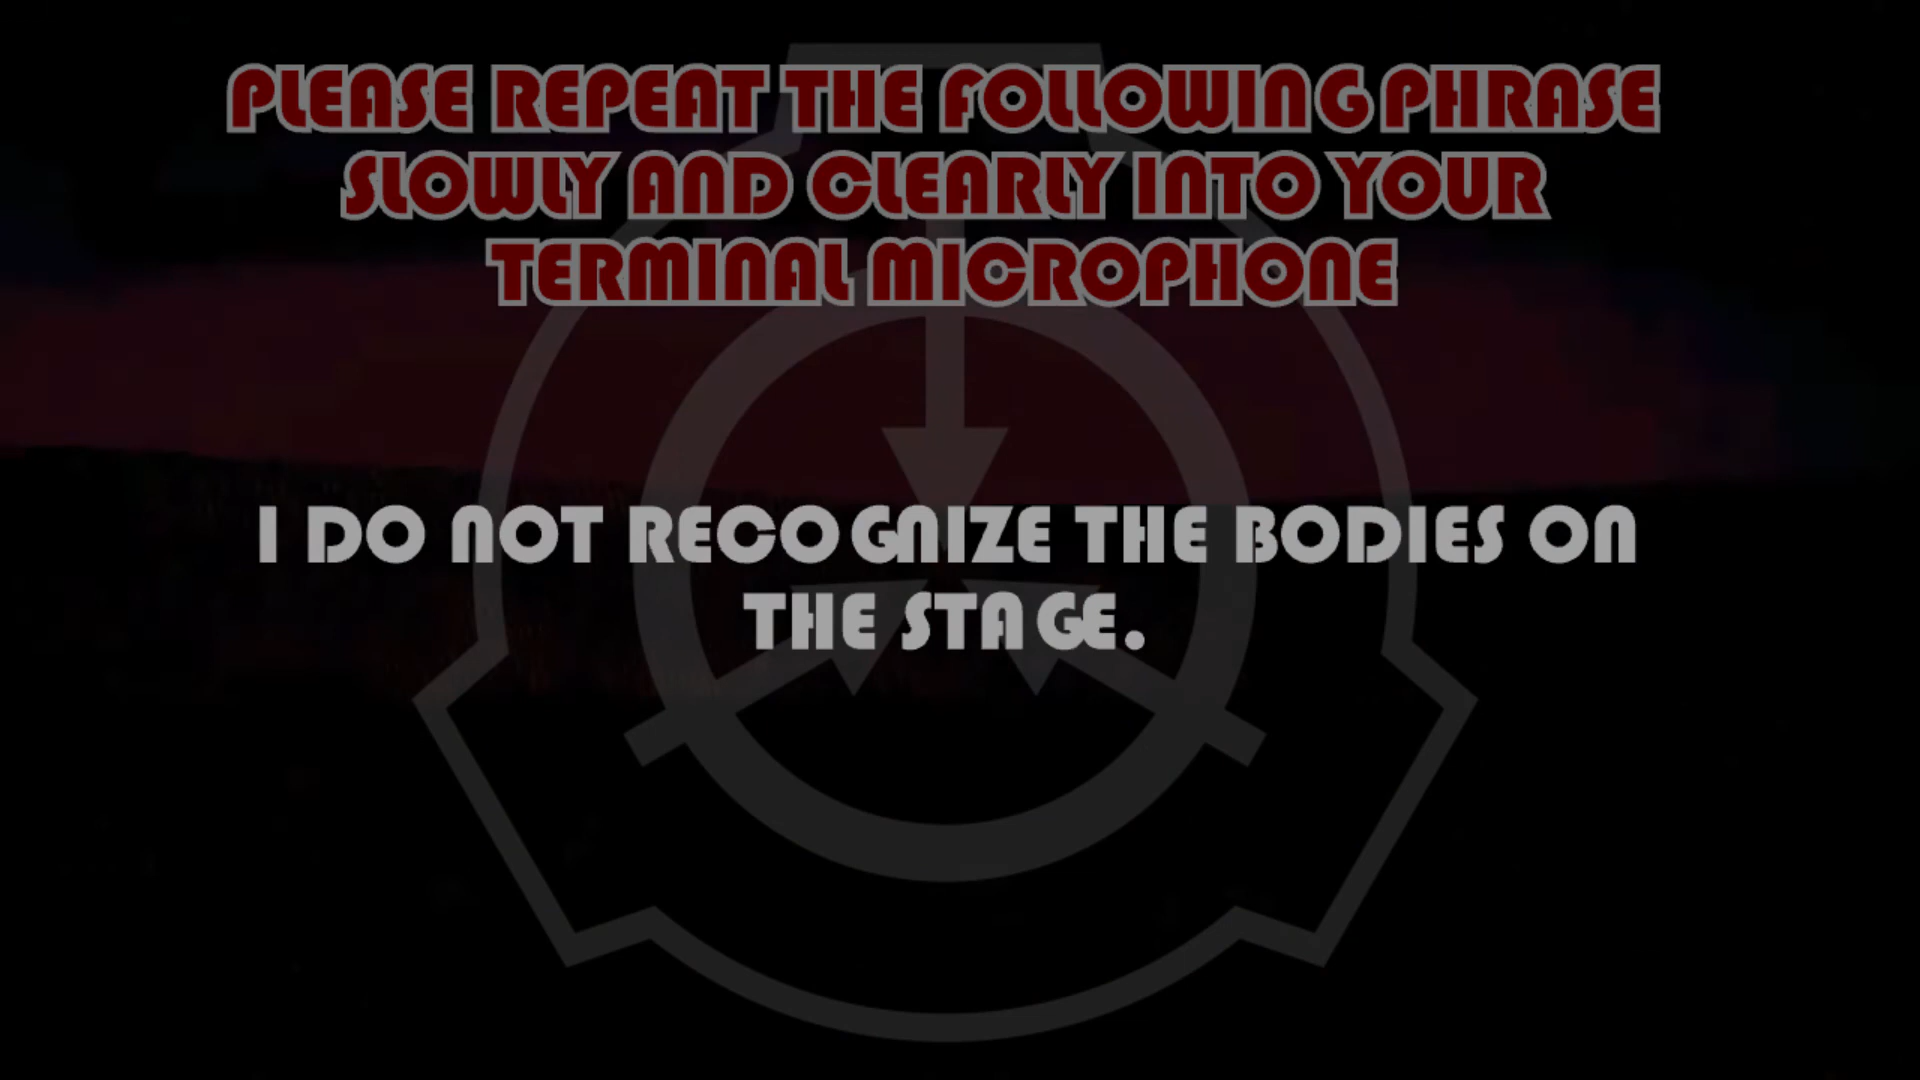 PLEASE REPEAT THE FOLLOWING PHRASE
SLOWLY AND CLEARLY INTO YOUR
TERMINAL MICROPHONE
I DO NOT RECOGNIZE THE BODIES ON
THE STAGE.